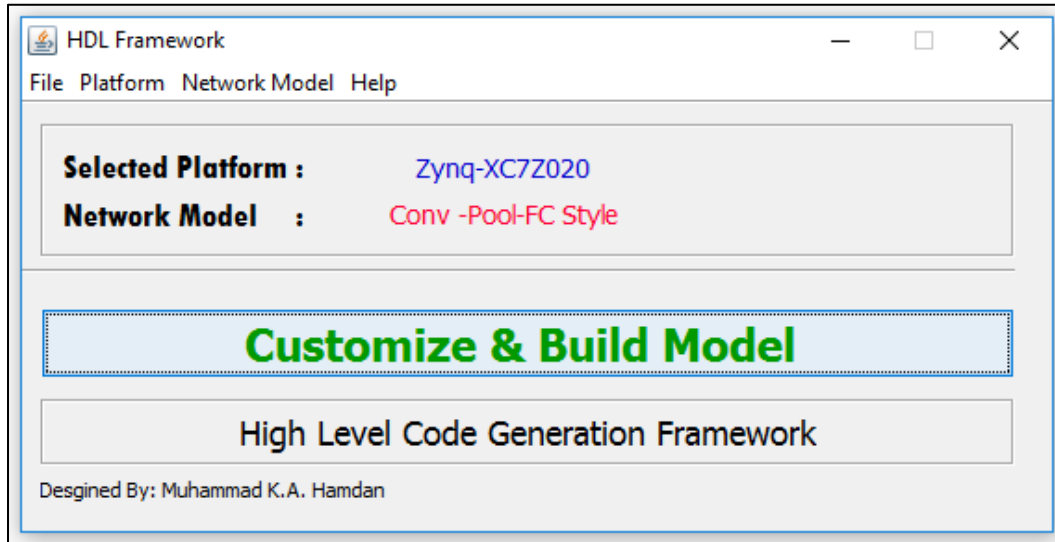 HDL Framework
File Platform Network Model Help
Selected Platform : Zynq-XC7Z020
Network Model : Conv -Pool-FC Style
Customize & Build Model
High Level Code Generation Framework
Desgined By: Muhammad K.A. Hamdan